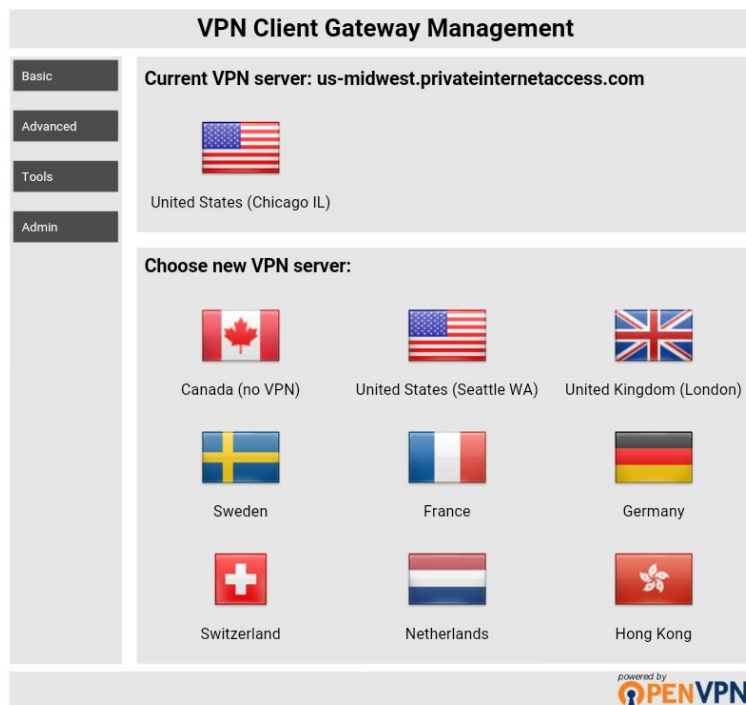 VPN Client Gateway Management
Basic
Advanced
Tools
Admin
Current VPN server: us-midwest.privateinternetaccess.com
United States (Chicago IL)
Choose new VPN server:
Canada (no VPN)
United States (Seattle WA)
United Kingdom (London)
Sweden
France
Germany
Switzerland
Netherlands
Hong Kong
powered by
OPENVPN